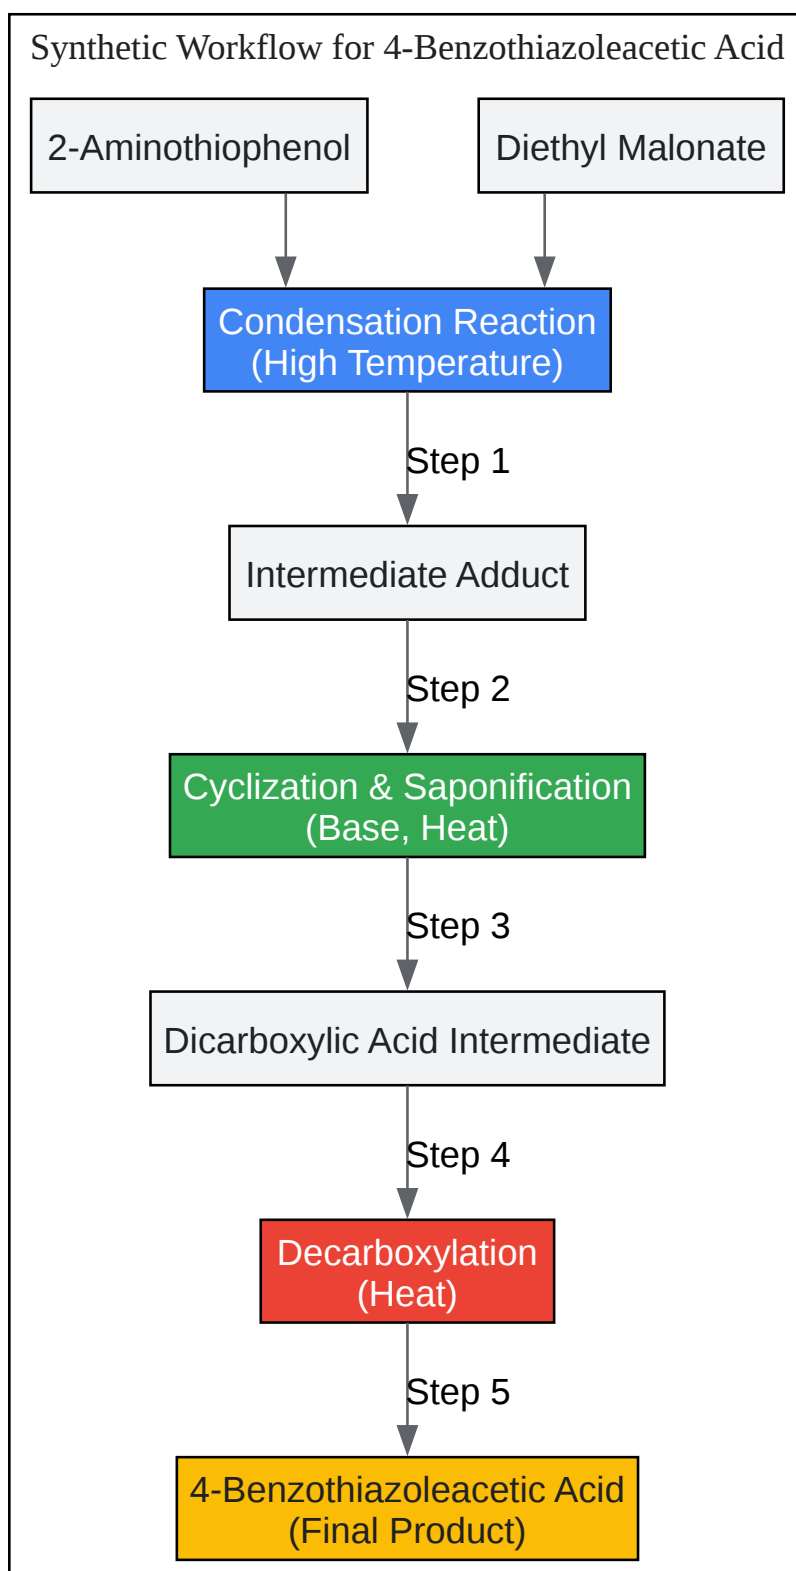 Synthetic Workflow for 4-Benzothiazoleacetic Acid
2-Aminothiophenol
Diethyl Malonate
Condensation Reaction
(High Temperature)
Step 1
Intermediate Adduct
Step 2
Cyclization & Saponification
(Base, Heat)
Step 3
Dicarboxylic Acid Intermediate
Step 4
Decarboxylation
(Heat)
Step 5
4-Benzothiazoleacetic Acid
(Final Product)